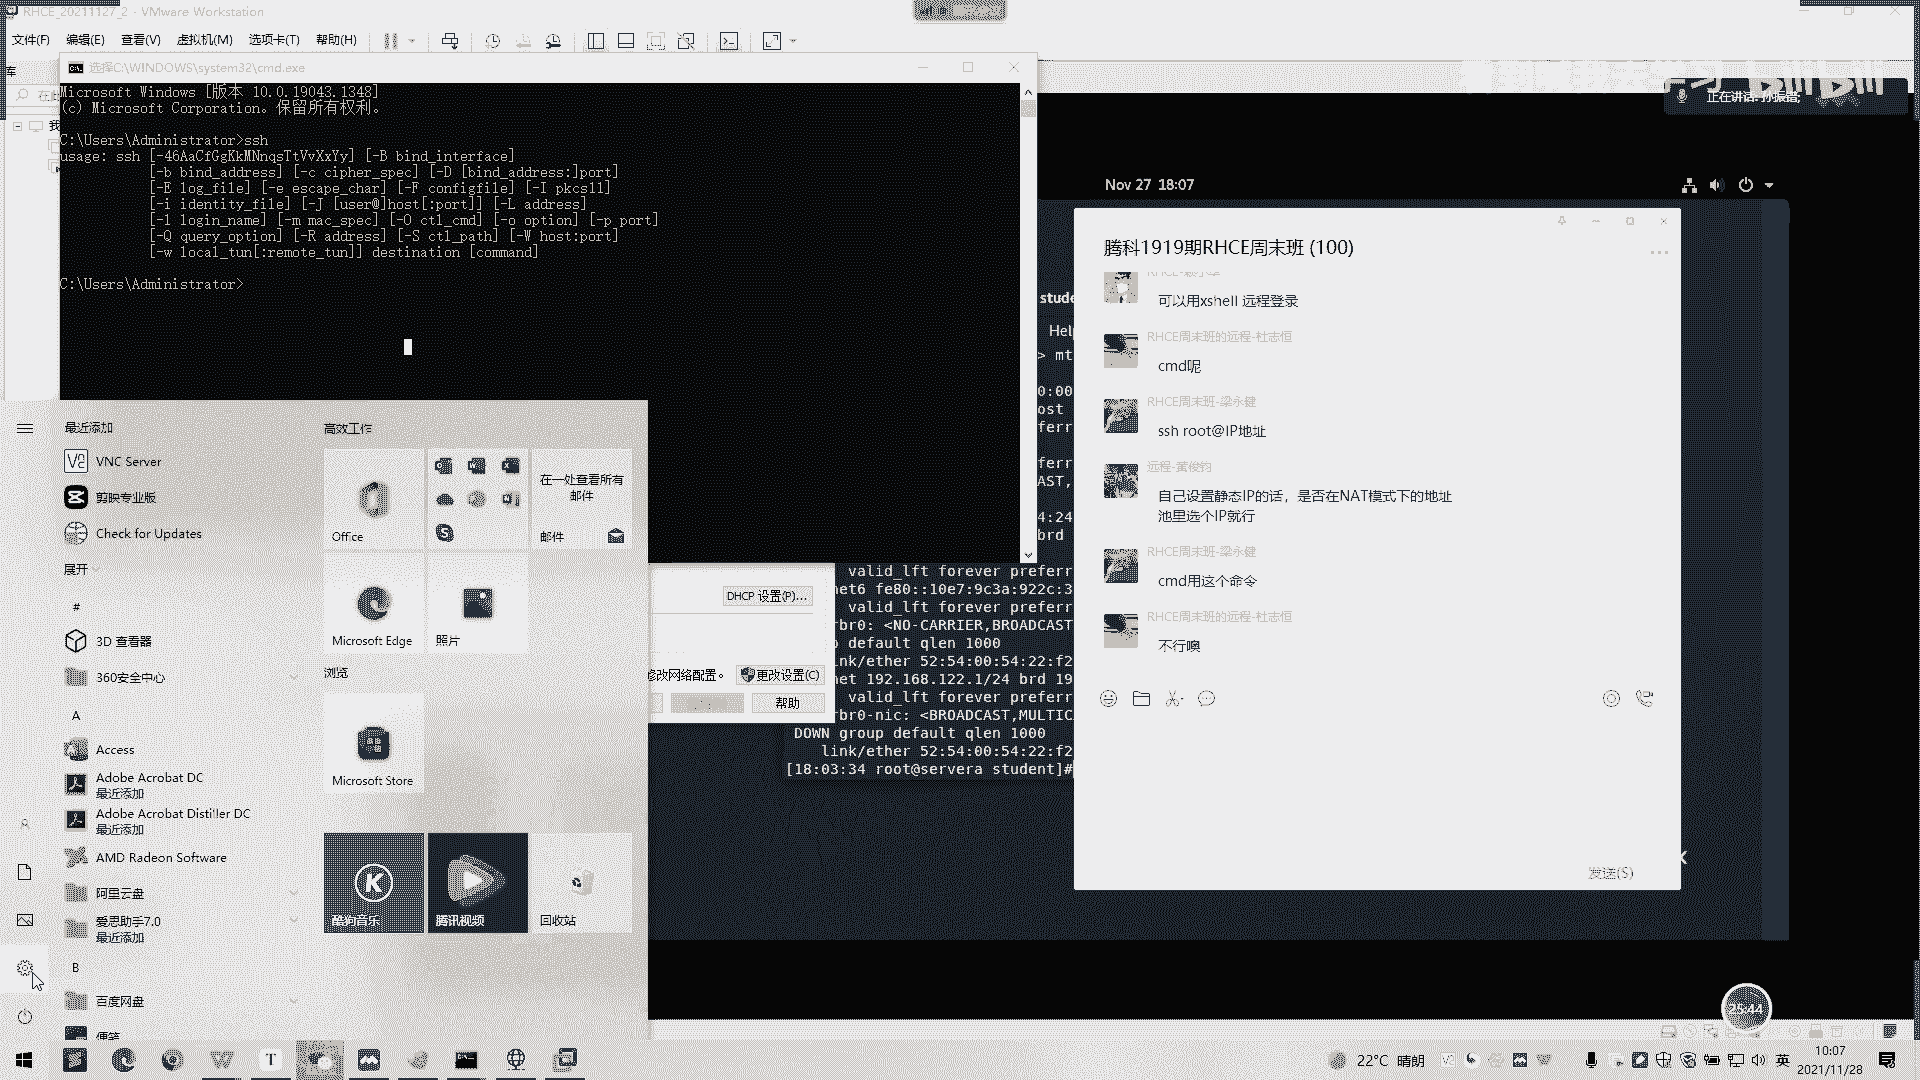 RHCE_20211127_2 - VMware Workstation
文件(F) 编辑(E) 查看(V) 虚拟机(M) 选项卡(T) 帮助(H)
库
选择C:\WINDOWS\system32\cmd.exe
Microsoft Windows [版本 10.0.19043.1348]
(c) Microsoft Corporation。保留所有权利。
C:\Users\Administrator>ssh
usage: ssh [-46AaCfGgKkMNnqsTtVvXxYy] [-B bind_interface]
[-b bind_address] [-c cipher_spec] [-D [bind_address:]port]
[-E log_file] [-e escape_char] [-F configfile] [-I pkcs11]
[-i identity_file] [-J [user@]host[:port]] [-L address]
[-l login_name] [-m mac_spec] [-O ctl_cmd] [-o option] [-p port]
[-Q query_option] [-R address] [-S ctl_path] [-W host:port]
[-w local_tun[:remote_tun]] destination [command]
C:\Users\Administrator>
正在讲话:
Nov 27 18:07
stude
Help
> mt
valid_lft forever preferr
net6 fe80::10e7:9c3a:922c:3
valid_lft forever preferr
rbr0: <NO-CARRIER,BROADCAST
p default qlen 1000
ink/ether 52:54:00:54:22:f2
net 192.168.122.1/24 brd 19
valid_lft forever preferr
rbr0-nic: <BROADCAST,MULTIC
DOWN group default qlen 1000
link/ether 52:54:00:54:22:f2
[18:03:34 root@servera student]#
DHCP 设置(P)...
修改网络配置。
更改设置(C)
帮助
腾科1919期RHCE周末班 (100)
可以用xshell 远程登录
RHCE周末班的远程-杜志恒
cmd呢
RHCE周末班-梁永健
ssh root@IP地址
远程-黄俊钧
自己设置静态IP的话，是否在NAT模式下的地址
池里选个IP就行
RHCE周末班-梁永健
cmd用这个命令
RHCE周末班的远程-杜志恒
不行噢
发送(S)
最近添加
VNC Server
剪映专业版
Check for Updates
展开
#
3D 查看器
360安全中心
A
Access
Adobe Acrobat DC
最近添加
Adobe Acrobat Distiller DC
最近添加
AMD Radeon Software
阿里云盘
爱思助手7.0
最近添加
B
百度网盘
便笺
高效工作
Office
在一处查看所有
邮件
邮件
Microsoft Edge
照片
浏览
Microsoft Store
酷狗音乐
腾讯视频
回收站
25:44
22°C 晴朗
英
10:07
2021/11/28